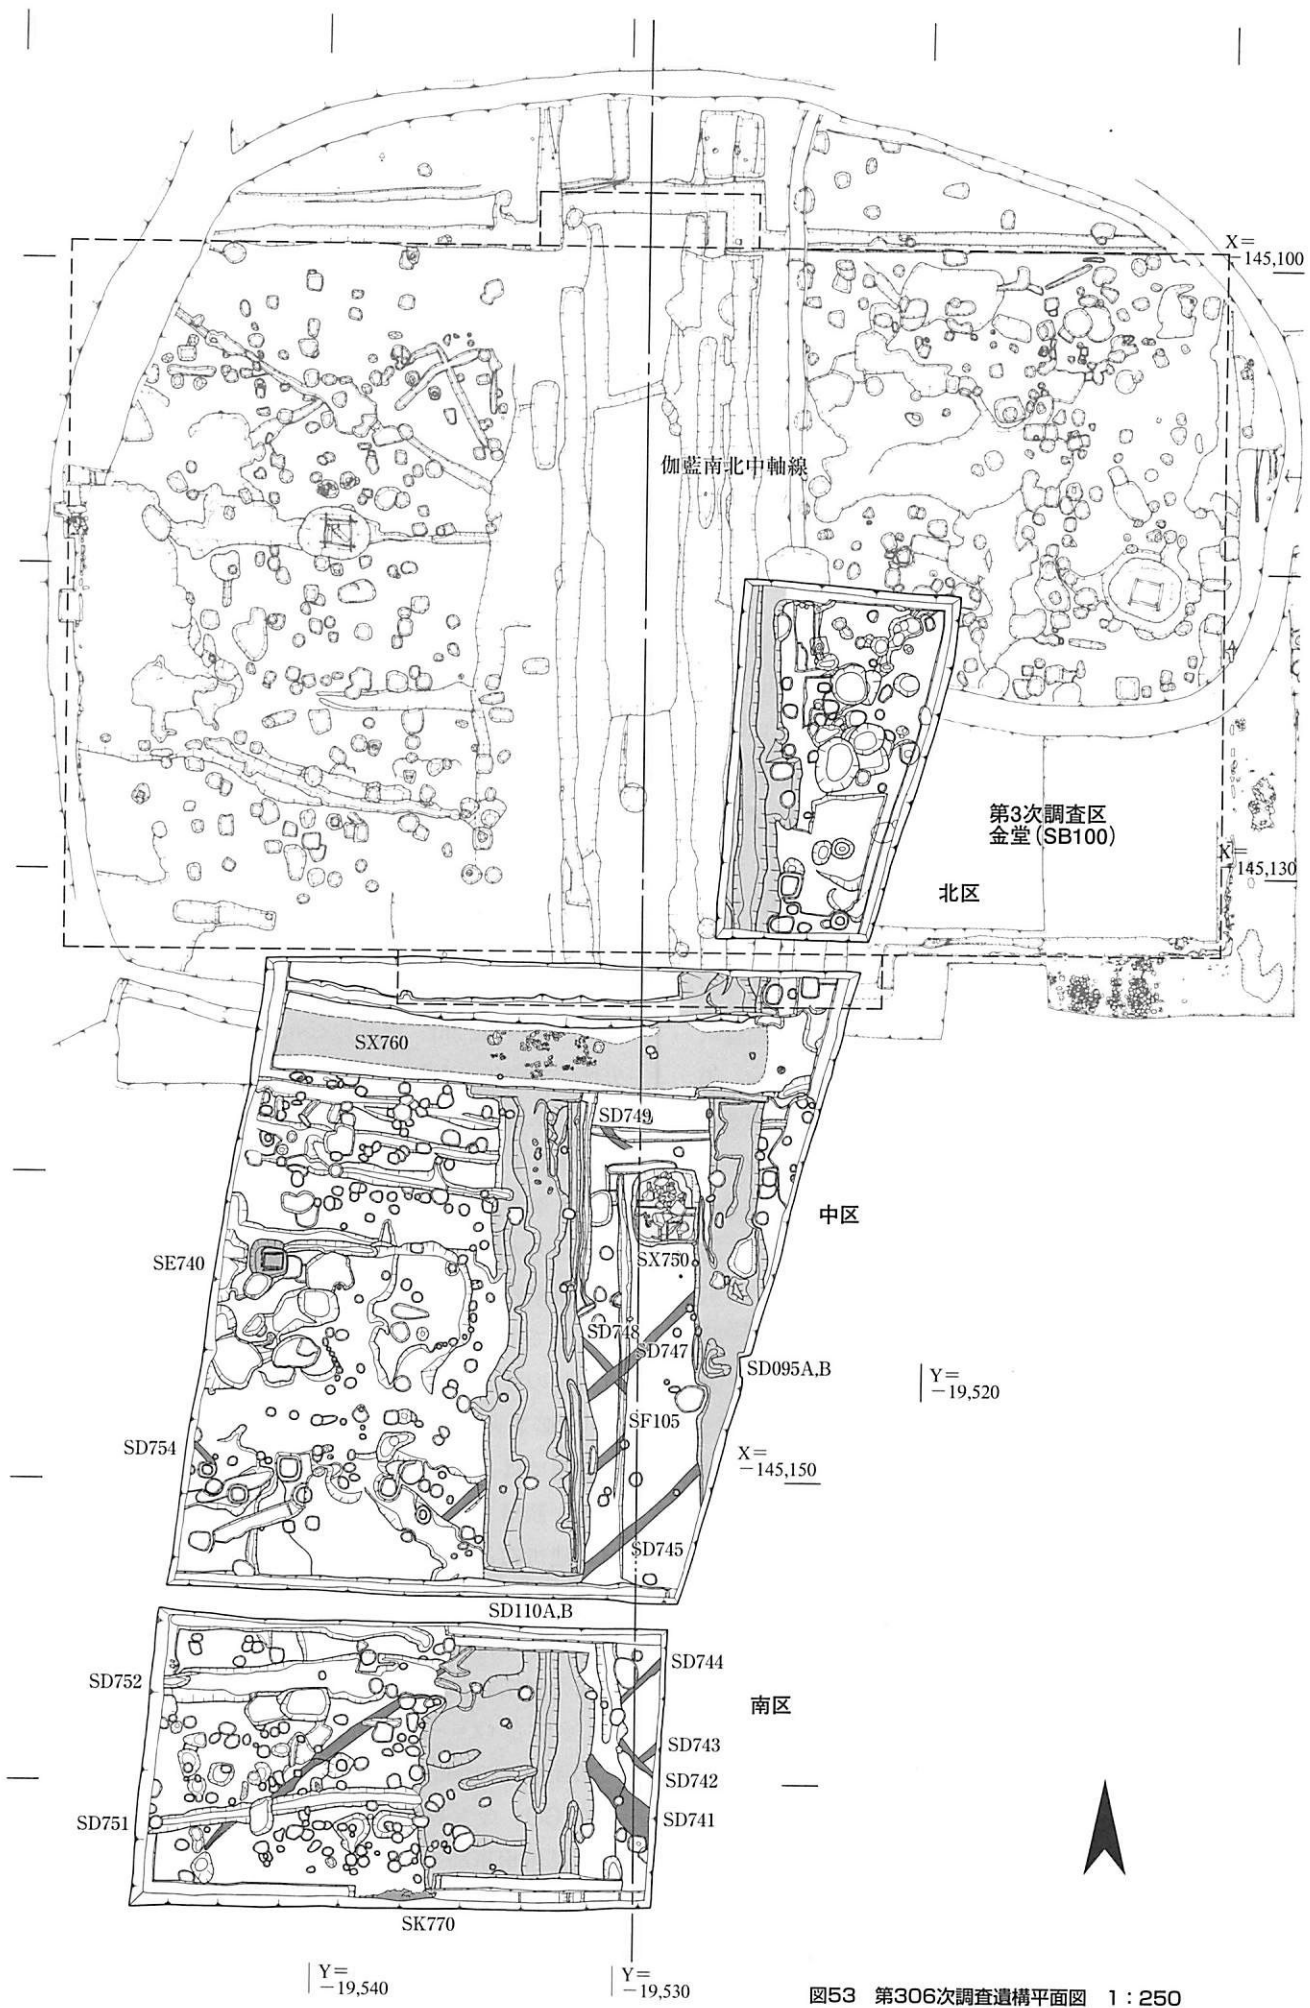 X=
−145,100
伽藍南北中軸線
第3次調査区
金堂(SB100)
X=
−145,130
北区
SX760
SD749
中区
SE740
SX750
SD748
SD747
SD095A,B
Y=
−19,520
SF105
SD754
X=
−145,150
SD745
SD110A,B
SD744
SD752
南区
SD743
SD742
SD751
SD741
SK770
Y=
−19,540
Y=
−19,530
図53 第306次調査遺構平面図 1:250